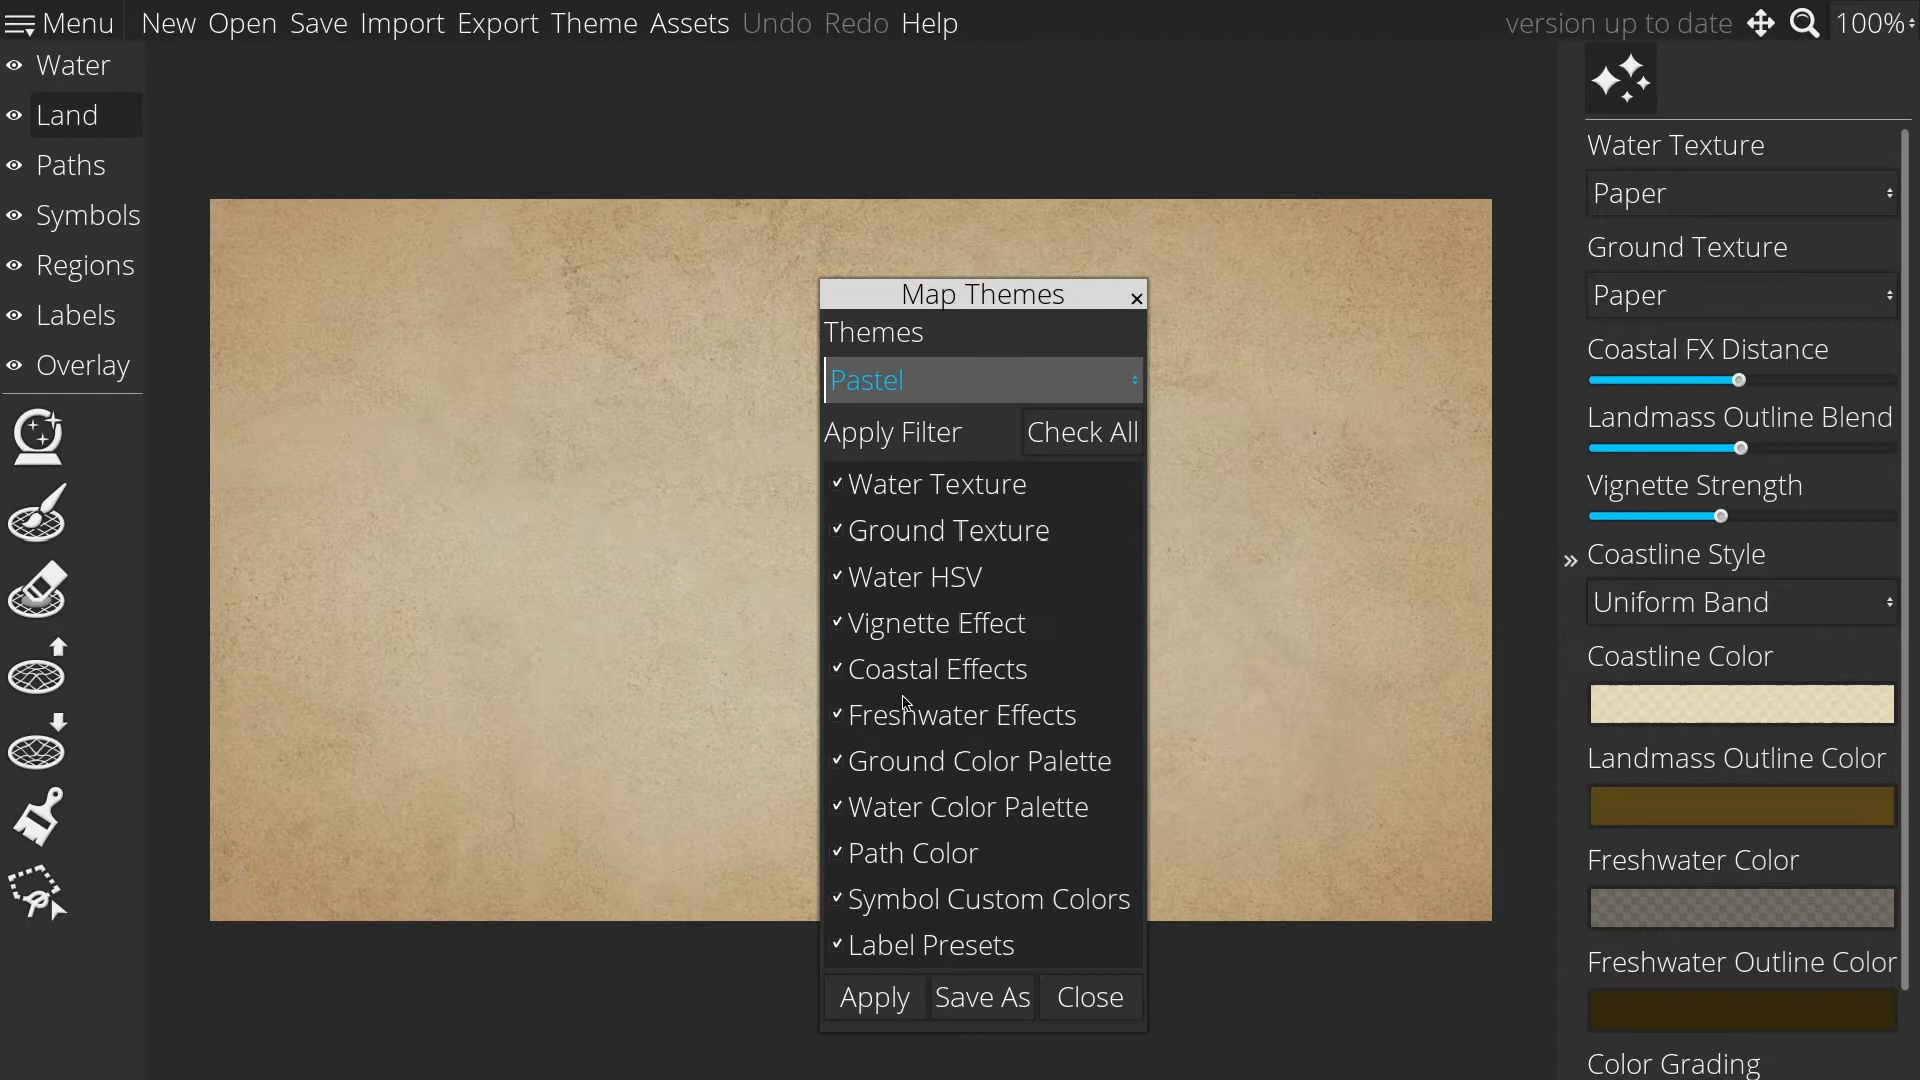 Menu New Open Save Import Export Theme Assets Undo Redo Help version up to date 100%
Water
Land
Paths
Symbols
Regions
Labels
Overlay
Map Themes
Themes
Pastel
Apply Filter Check All
Water Texture
Ground Texture
Water HSV
Vignette Effect
Coastal Effects
Freshwater Effects
Ground Color Palette
Water Color Palette
Path Color
Symbol Custom Colors
Label Presets
Apply Save As Close
Water Texture
Paper
Ground Texture
Paper
Coastal FX Distance
Landmass Outline Blend
Vignette Strength
Coastline Style
Uniform Band
Coastline Color
Landmass Outline Color
Freshwater Color
Freshwater Outline Color
Color Grading